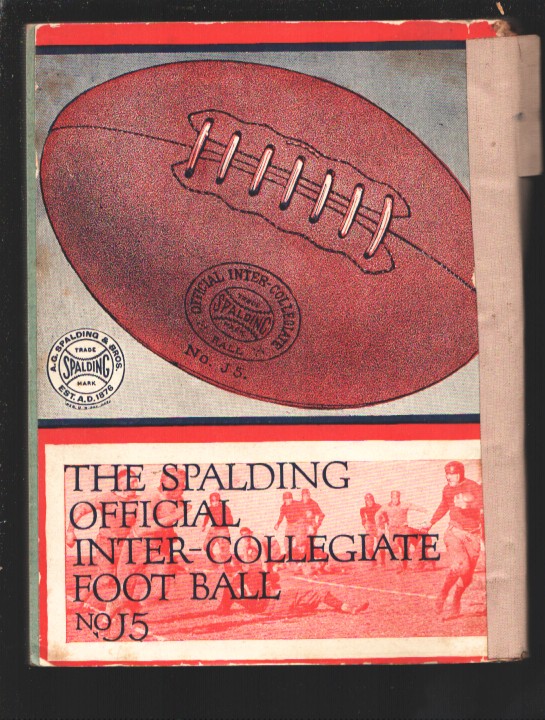 OFFICIAL INTER-COLLEGIATE
TRADE
SPALDING
MARK
BALL
No. J5.
A.G. SPALDING & BROS.
TRADE
SPALDING
MARK
EST. A.D. 1876
THE SPALDING
OFFICIAL
INTER-COLLEGIATE
FOOT BALL
NO J5